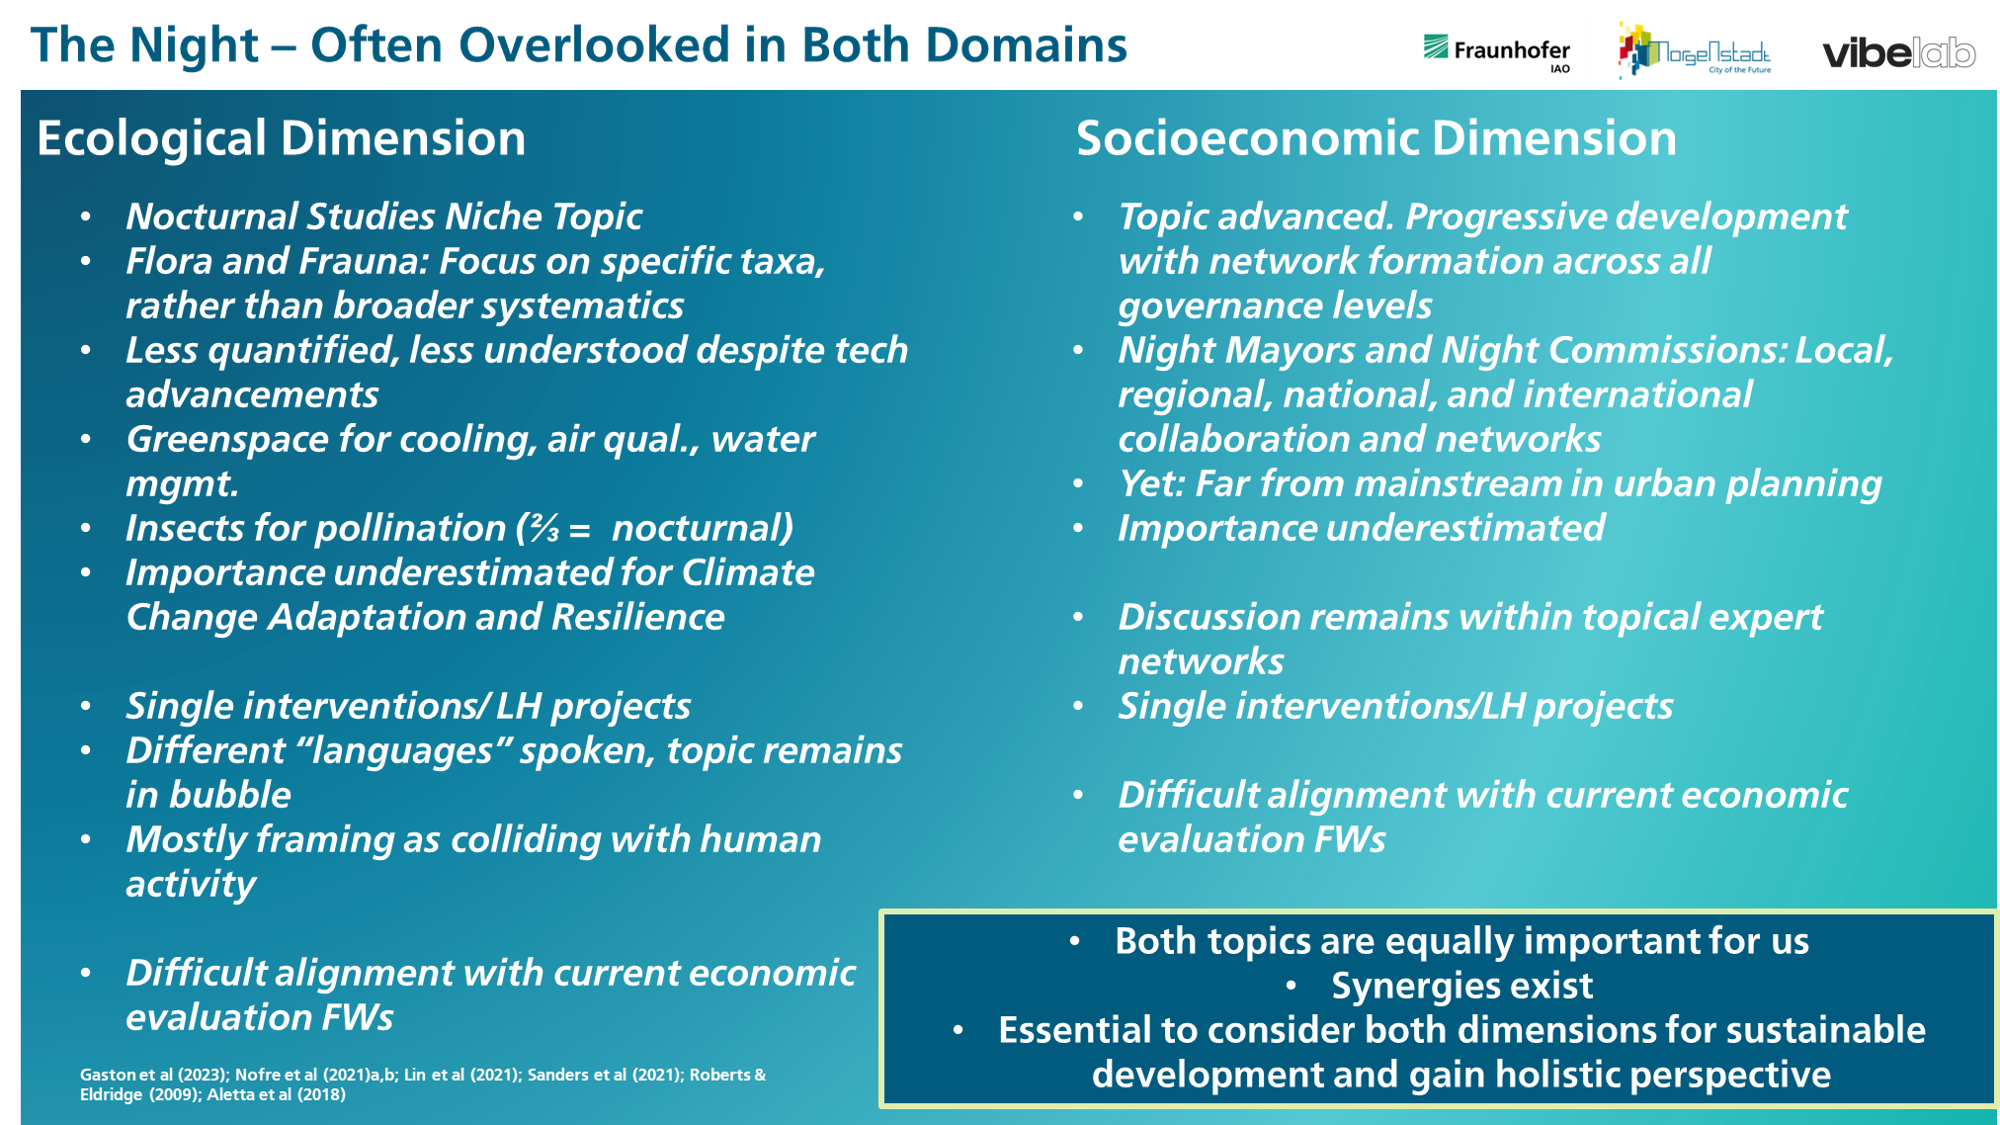 The Night – Often Overlooked in Both Domains
Fraunhofer
IAO
morgenstadt
City of the Future
vibelab
Ecological Dimension
• Nocturnal Studies Niche Topic
• Flora and Frauna: Focus on specific taxa,
rather than broader systematics
• Less quantified, less understood despite tech
advancements
• Greenspace for cooling, air qual., water
mgmt.
• Insects for pollination (⅔ = nocturnal)
• Importance underestimated for Climate
Change Adaptation and Resilience
• Single interventions/ LH projects
• Different “languages” spoken, topic remains
in bubble
• Mostly framing as colliding with human
activity
• Difficult alignment with current economic
evaluation FWs
Gaston et al (2023); Nofre et al (2021)a,b; Lin et al (2021); Sanders et al (2021); Roberts &
Eldridge (2009); Aletta et al (2018)
Socioeconomic Dimension
• Topic advanced. Progressive development
with network formation across all
governance levels
• Night Mayors and Night Commissions: Local,
regional, national, and international
collaboration and networks
• Yet: Far from mainstream in urban planning
• Importance underestimated
• Discussion remains within topical expert
networks
• Single interventions/LH projects
• Difficult alignment with current economic
evaluation FWs
• Both topics are equally important for us
• Synergies exist
• Essential to consider both dimensions for sustainable
development and gain holistic perspective